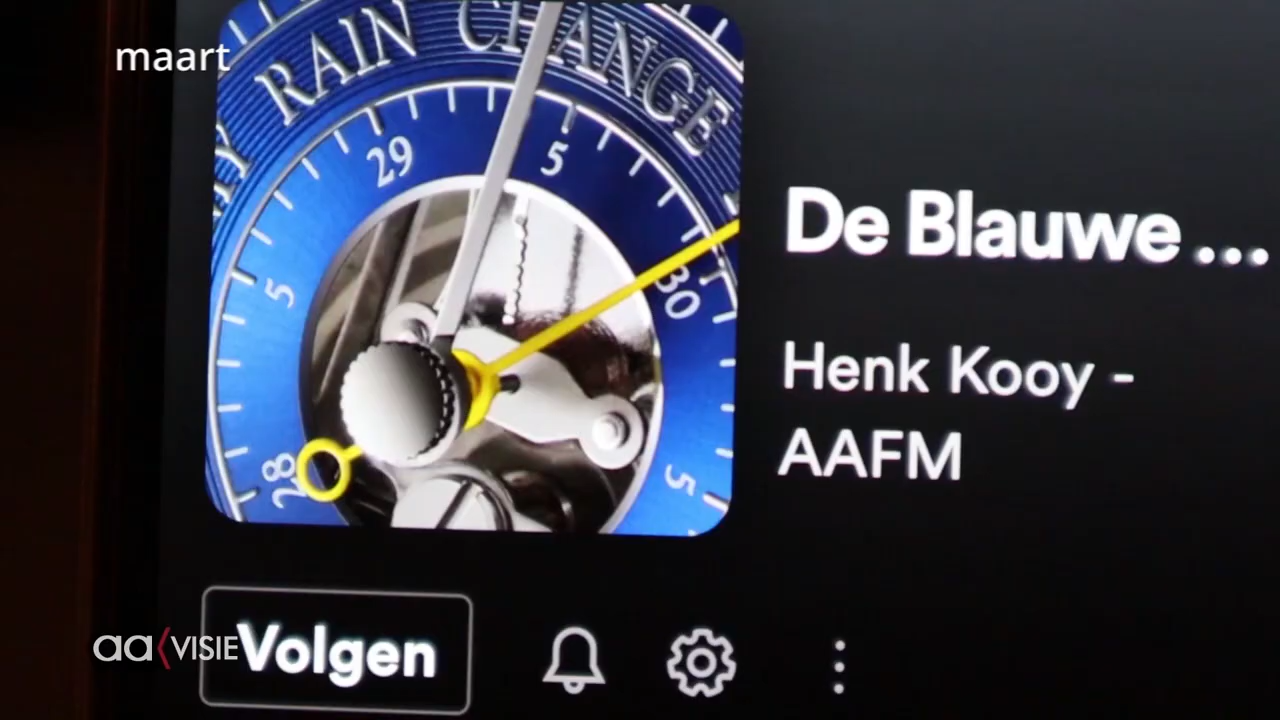 maart
RAIN CHANGE
29
5
5
30
28
5
De Blauwe ...
Henk Kooy -
AAFM
Volgen
aa VISIE